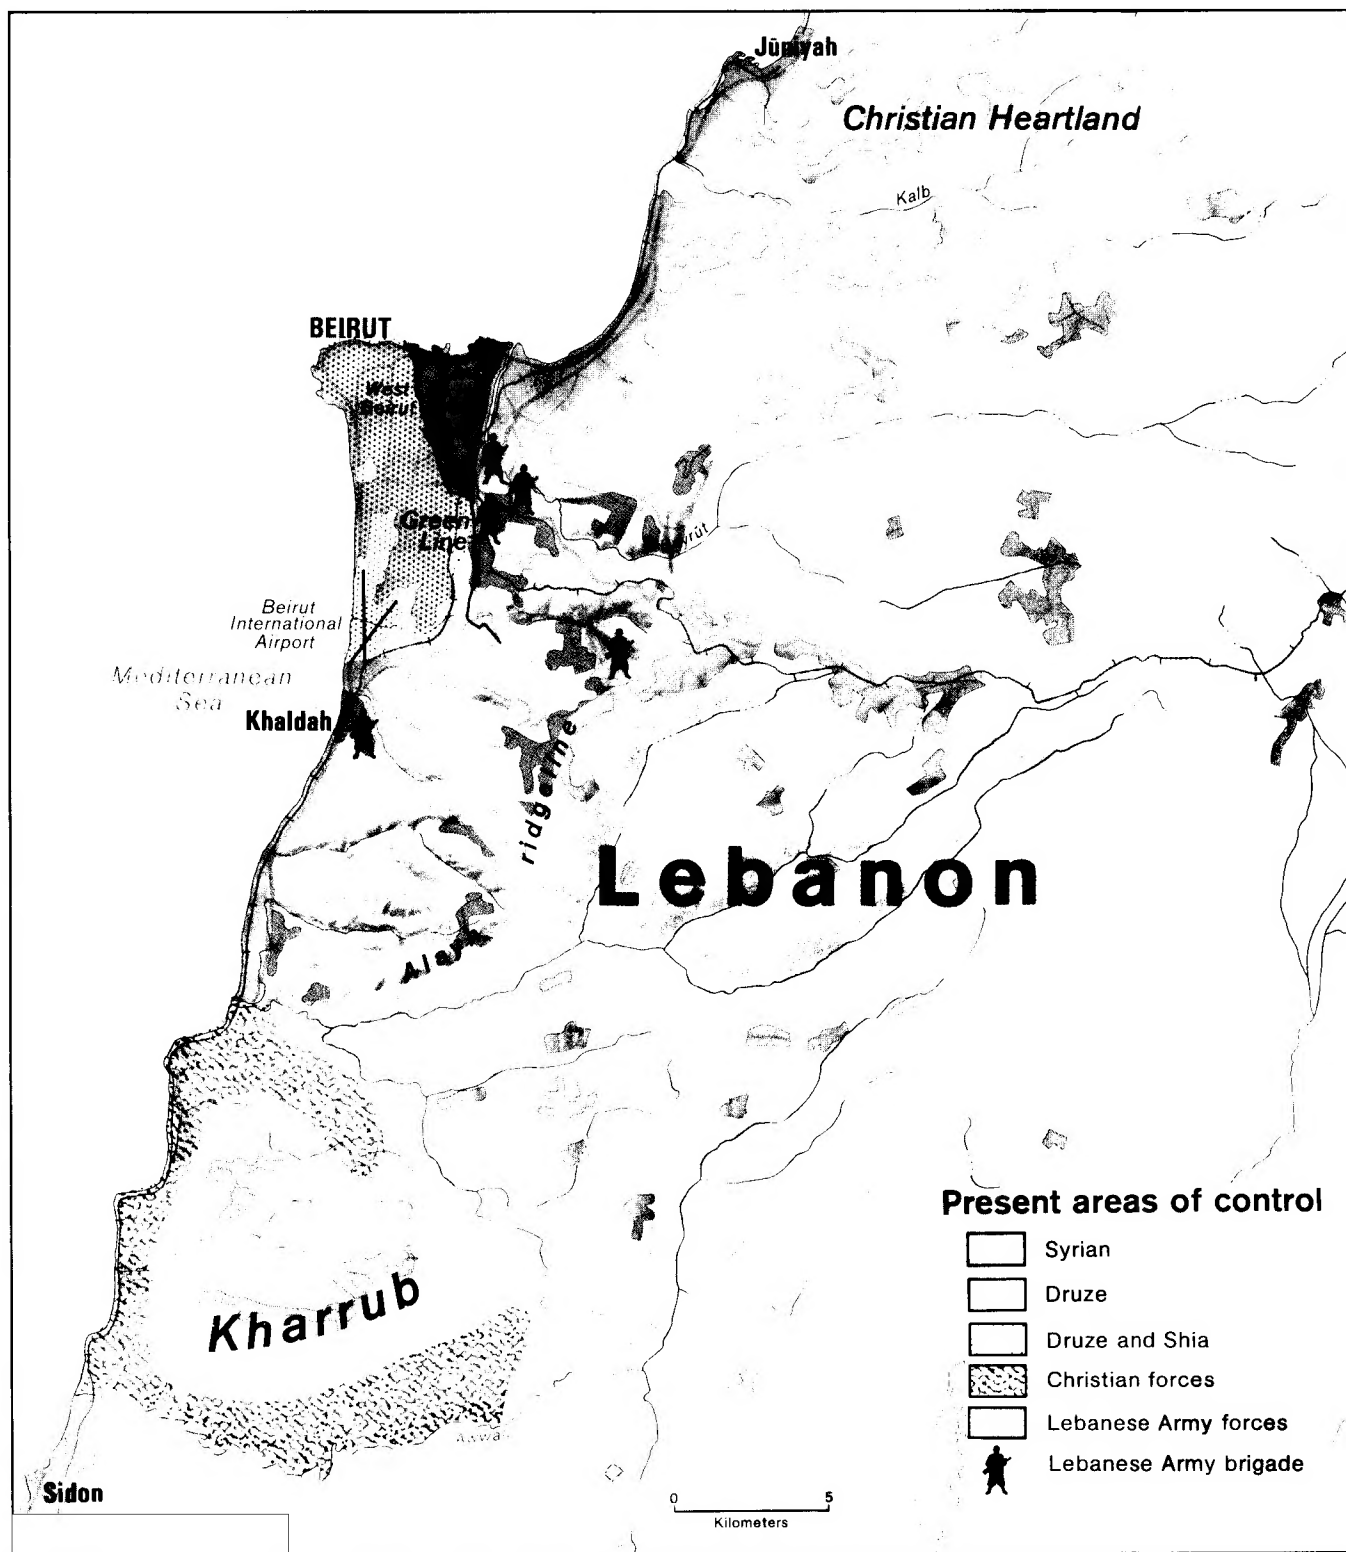 Jūniyah
Christian Heartland
Kalb
BEIRUT
West
Beirut
Green
Line
Beirut
International
Airport
Mediterranean
Sea
Khaldah
ridgeline
Lebanon
Alayh
Kharrub
Sidon
Present areas of control
Syrian
Druze
Druze and Shia
Christian forces
Lebanese Army forces
Lebanese Army brigade
0 5
Kilometers